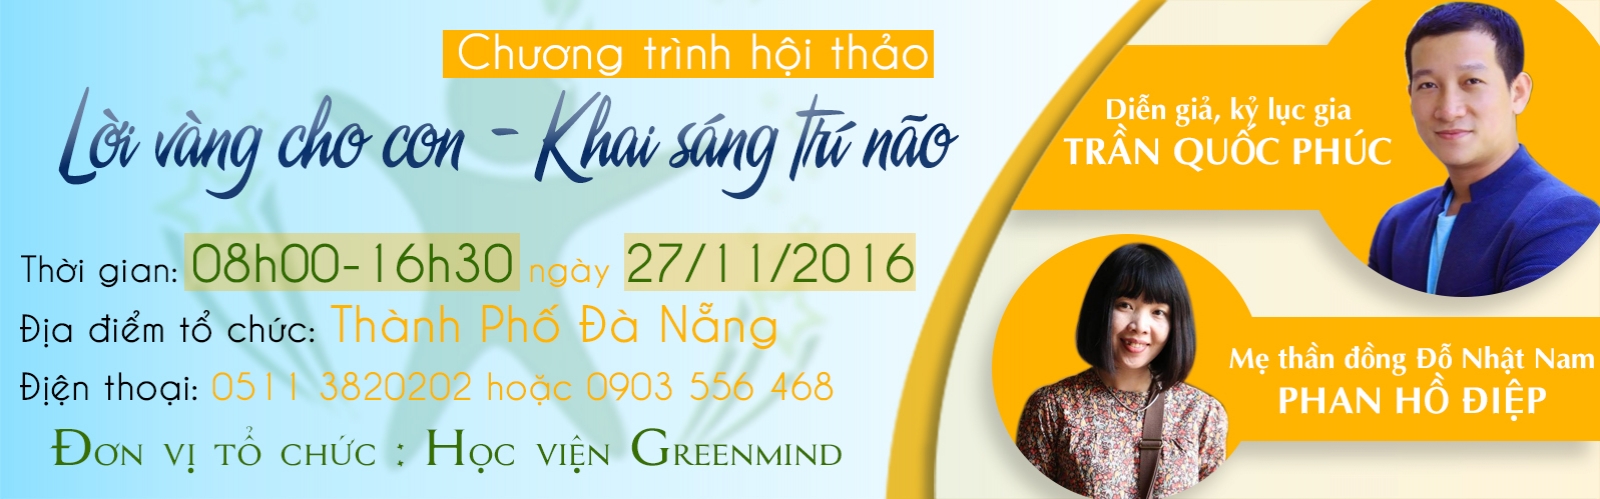 Chương trình hội thảo
Lời vàng cho con - Khai sáng trí não
Thời gian: 08h00-16h30 ngày 27/11/2016
Địa điểm tổ chức: Thành Phố Đà Nẵng
Điện thoại: 0511 3820202 hoặc 0903 556 468
Đơn vị tổ chức : Học viện Greenmind
Diễn giả, kỷ lục gia
TRẦN QUỐC PHÚC
Mẹ thần đồng Đỗ Nhật Nam
PHAN HỒ ĐIỆP